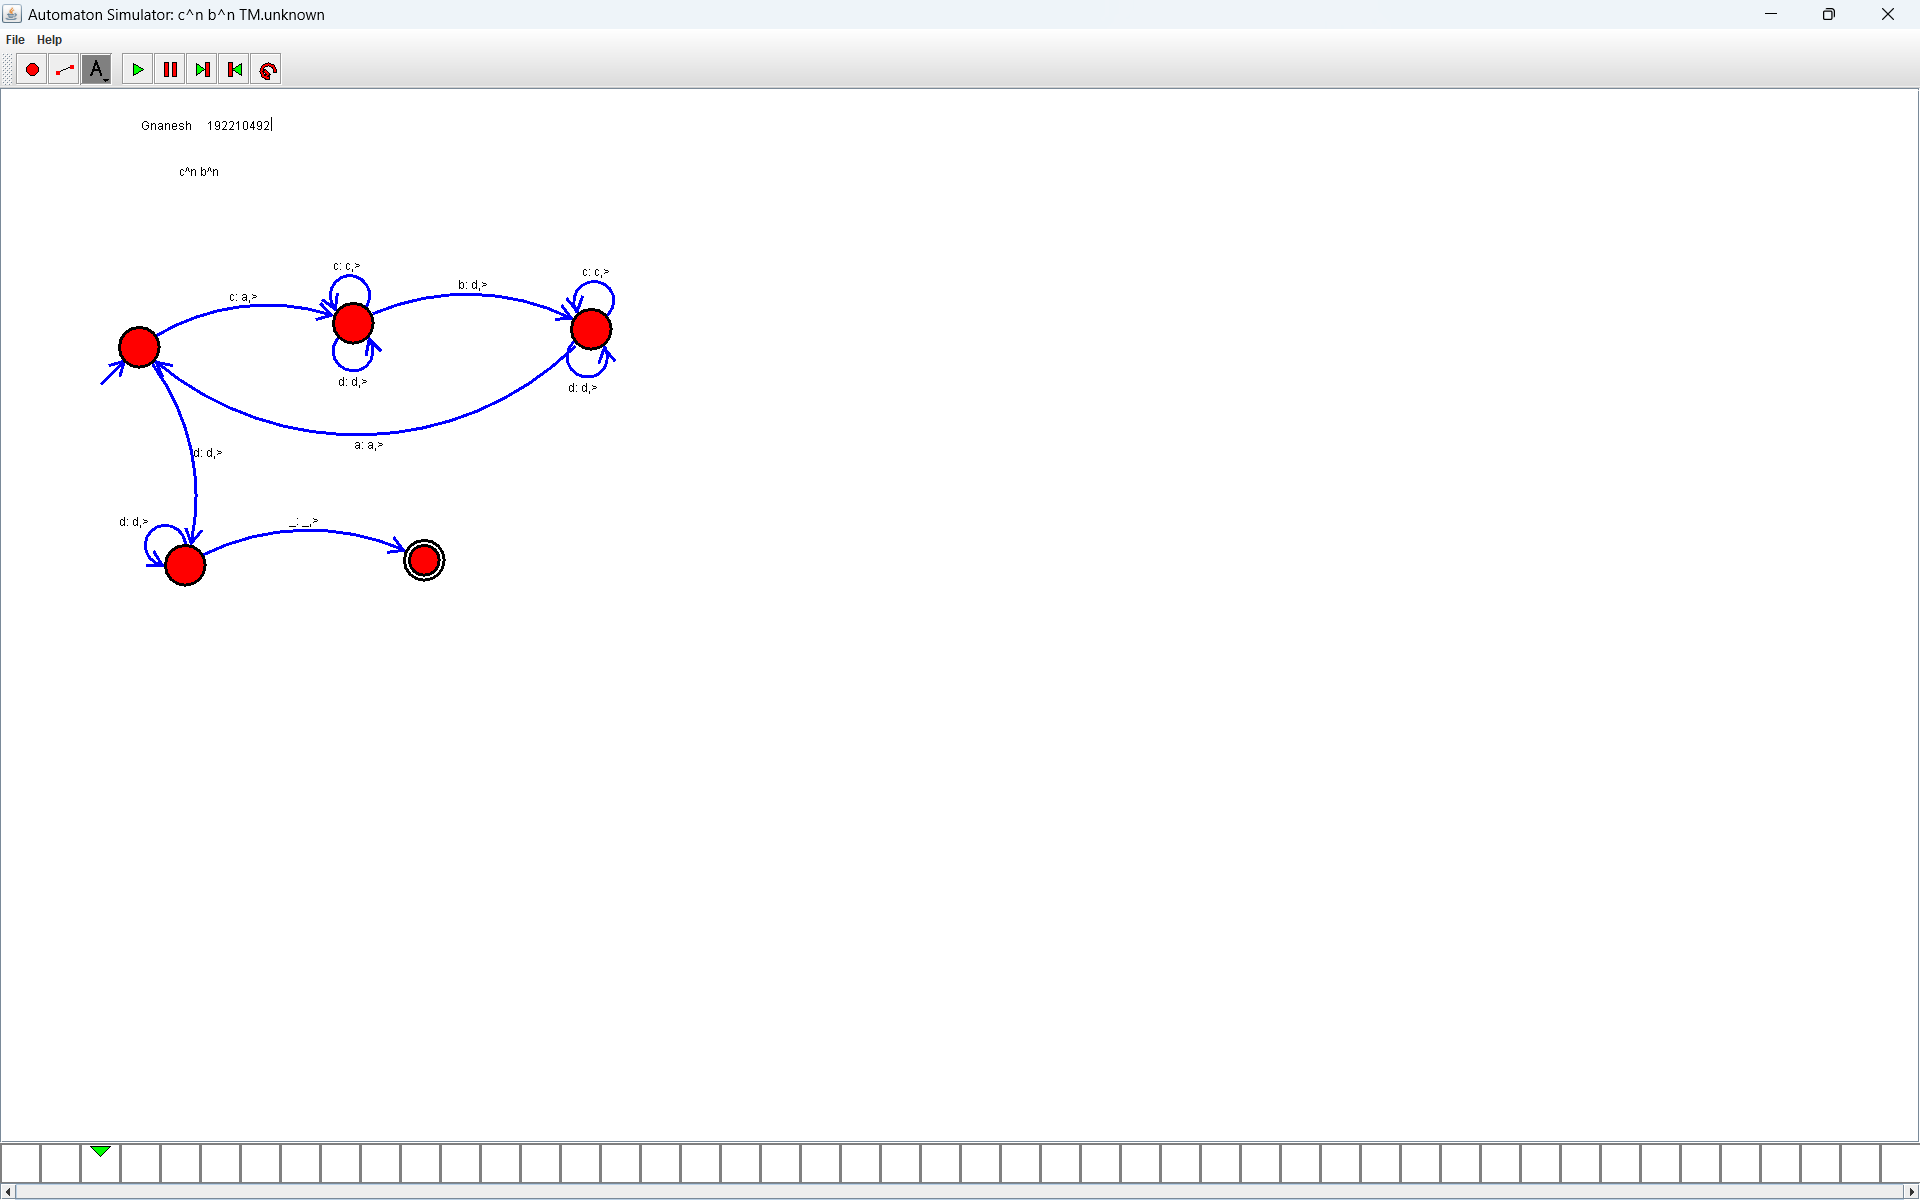 Automaton Simulator: c^n b^n TM.unknown
File Help
A
Gnanesh 192210492
c^n b^n
c: c,>
c: c,>
b: d,>
c: a,>
d: d,>
d: d,>
a: a,>
d: d,>
d: d,>
_: _,>